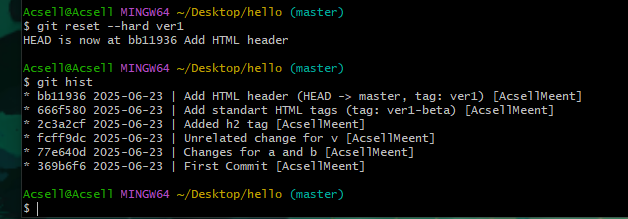 Acsell@Acsell MINGW64 ~/Desktop/hello (master)
$ git reset --hard ver1
HEAD is now at bb11936 Add HTML header
Acsell@Acsell MINGW64 ~/Desktop/hello (master)
$ git hist
* bb11936 2025-06-23 | Add HTML header (HEAD -> master, tag: ver1) [AcsellMeent]
* 666f580 2025-06-23 | Add standart HTML tags (tag: ver1-beta) [AcsellMeent]
* 2c3a2cf 2025-06-23 | Added h2 tag [AcsellMeent]
* fcff9dc 2025-06-23 | Unrelated change for v [AcsellMeent]
* 77e640d 2025-06-23 | Changes for a and b [AcsellMeent]
* 369b6f6 2025-06-23 | First Commit [AcsellMeent]
Acsell@Acsell MINGW64 ~/Desktop/hello (master)
$